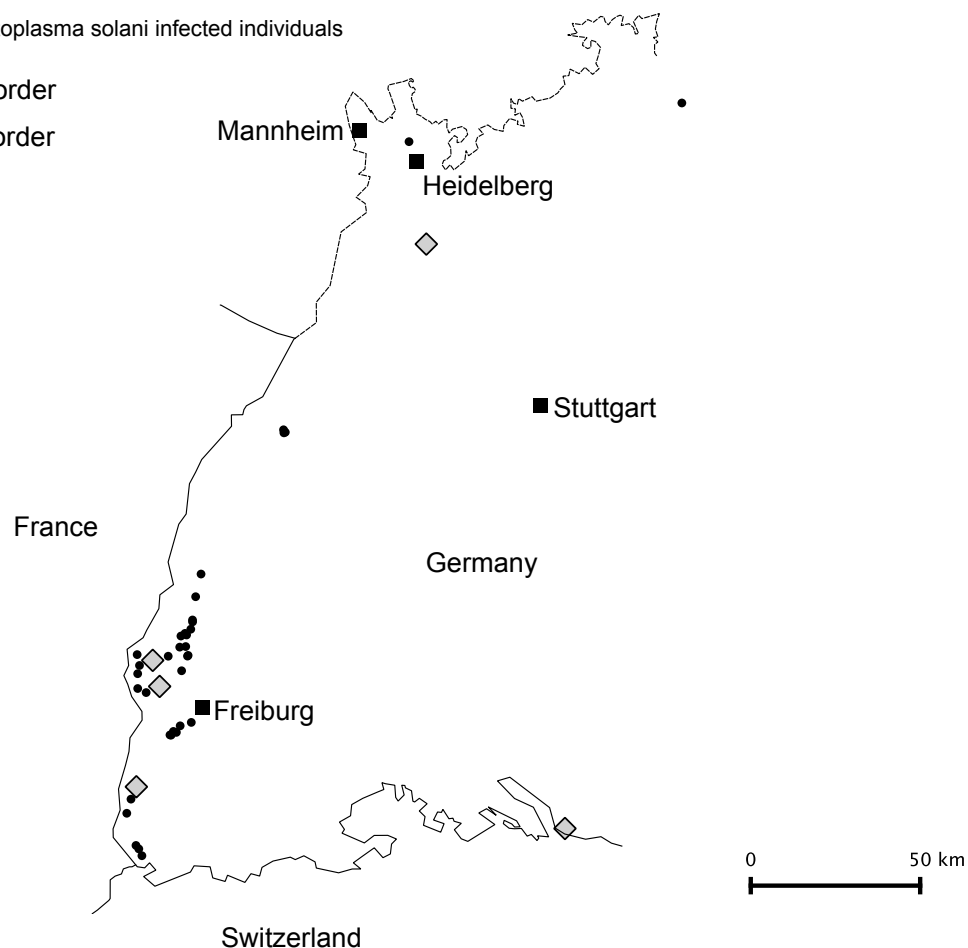 oplasma solani infected individuals
order
order
Mannheim
Heidelberg
Stuttgart
France
Germany
Freiburg
0 50 km
Switzerland